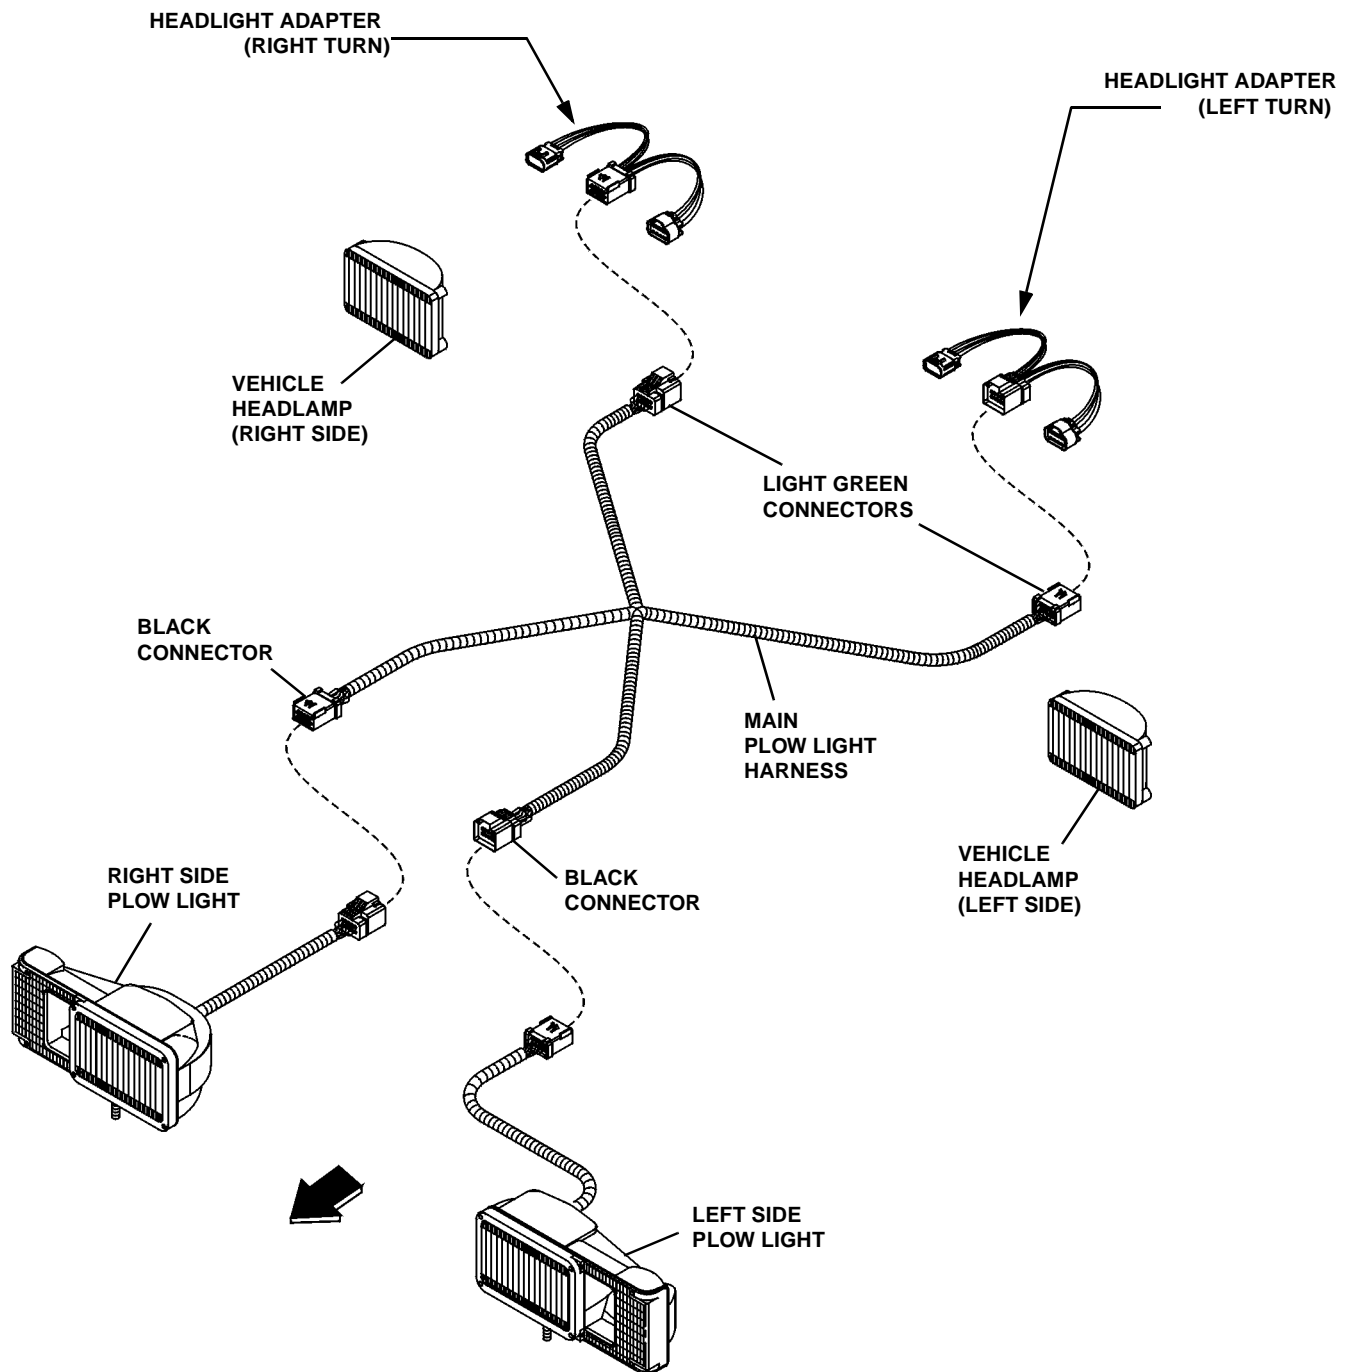 HEADLIGHT ADAPTER
(RIGHT TURN)
HEADLIGHT ADAPTER
(LEFT TURN)
VEHICLE
HEADLAMP
(RIGHT SIDE)
LIGHT GREEN
CONNECTORS
BLACK
CONNECTOR
MAIN
PLOW LIGHT
HARNESS
VEHICLE
HEADLAMP
(LEFT SIDE)
RIGHT SIDE
PLOW LIGHT
BLACK
CONNECTOR
LEFT SIDE
PLOW LIGHT